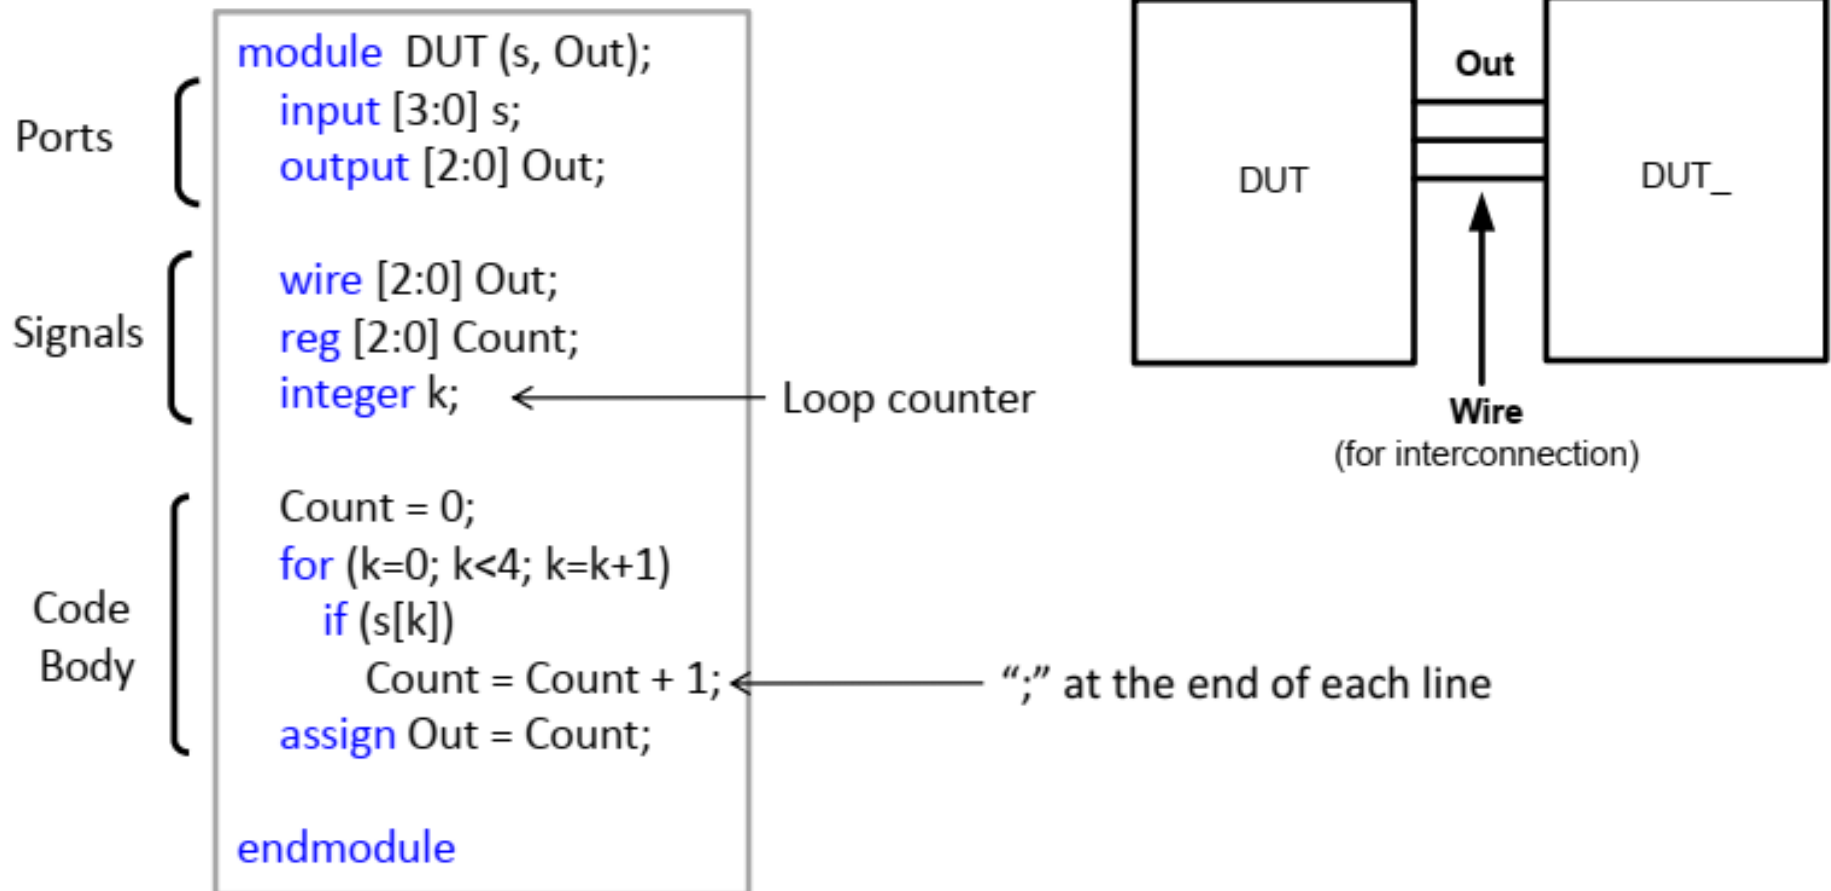 module DUT (s, Out);
Ports
input [3:0] s;
output [2:0] Out;
Signals
wire [2:0] Out;
reg [2:0] Count;
integer k;
Loop counter
Code
Body
Count = 0;
for (k=0; k<4; k=k+1)
if (s[k])
Count = Count + 1;
“;” at the end of each line
assign Out = Count;
endmodule
Out
DUT
DUT_
Wire
(for interconnection)